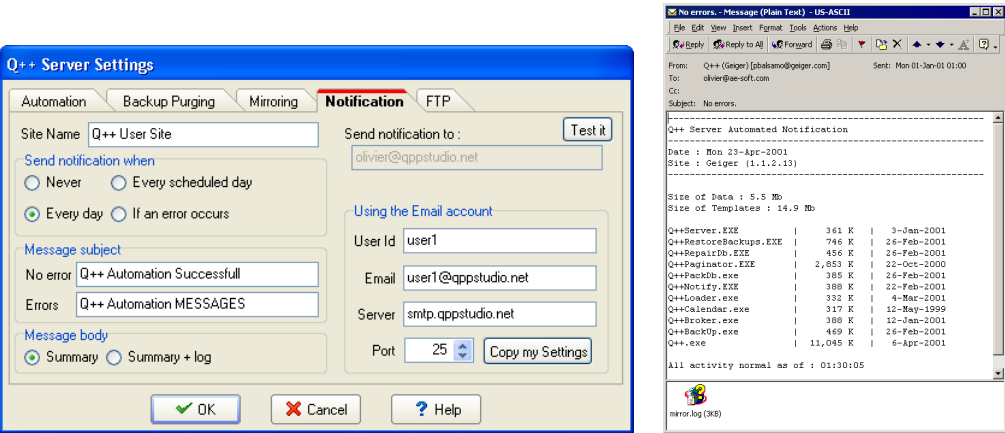 Q++ Server Settings
Automation Backup Purging Mirroring Notification FTP
Site Name Q++ User Site
Send notification when
Never Every scheduled day
Every day If an error occurs
Message subject
No error Q++ Automation Successfull
Errors Q++ Automation MESSAGES
Message body
Summary Summary + log
Send notification to : Test it
olivier@qppstudio.net
Using the Email account
User Id user1
Email user1@qppstudio.net
Server smtp.qppstudio.net
Port 25 Copy my Settings
OK Cancel ? Help
No errors. - Message (Plain Text) - US-ASCII
File Edit View Insert Format Tools Actions Help
Reply Reply to All Forward
From: Q++ (Geiger) [pbalsamo@geiger.com] Sent: Mon 01-Jan-01 01:00
To: olivier@ae-soft.com
Cc:
Subject: No errors.
Q++ Server Automated Notification
Date : Mon 23-Apr-2001
Site : Geiger (1.1.2.13)
Size of Data : 5.5 Mb
Size of Templates : 14.9 Mb
Q++Server.EXE | 361 K | 3-Jan-2001
Q++RestoreBackups.EXE | 746 K | 26-Feb-2001
Q++RepairDb.EXE | 456 K | 26-Feb-2001
Q++Paginator.EXE | 2,853 K | 22-Oct-2000
Q++PackDb.exe | 385 K | 26-Feb-2001
Q++Notify.EXE | 388 K | 22-Feb-2001
Q++Loader.exe | 332 K | 4-Mar-2001
Q++Calendar.exe | 317 K | 12-May-1999
Q++Broker.exe | 388 K | 12-Jan-2001
Q++BackUp.exe | 469 K | 26-Feb-2001
Q++.exe | 11,045 K | 6-Apr-2001
All activity normal as of : 01:30:05
mirror.log (3KB)